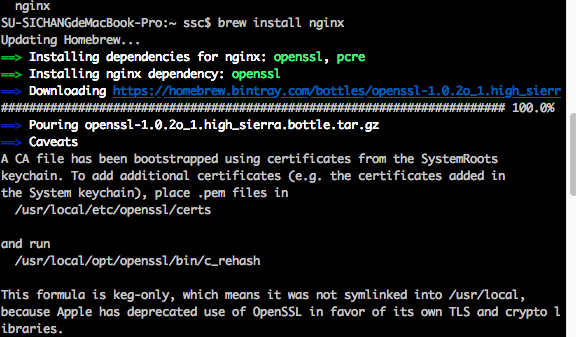 nginx
SU-SICHANGdeMacBook-Pro:~ ssc$ brew install nginx
Updating Homebrew...
==> Installing dependencies for nginx: openssl, pcre
==> Installing nginx dependency: openssl
==> Downloading https://homebrew.bintray.com/bottles/openssl-1.0.2o_1.high_sierr
######################################################################## 100.0%
==> Pouring openssl-1.0.2o_1.high_sierra.bottle.tar.gz
==> Caveats
A CA file has been bootstrapped using certificates from the SystemRoots
keychain. To add additional certificates (e.g. the certificates added in
the System keychain), place .pem files in
/usr/local/etc/openssl/certs
and run
/usr/local/opt/openssl/bin/c_rehash
This formula is keg-only, which means it was not symlinked into /usr/local,
because Apple has deprecated use of OpenSSL in favor of its own TLS and crypto l
ibraries.